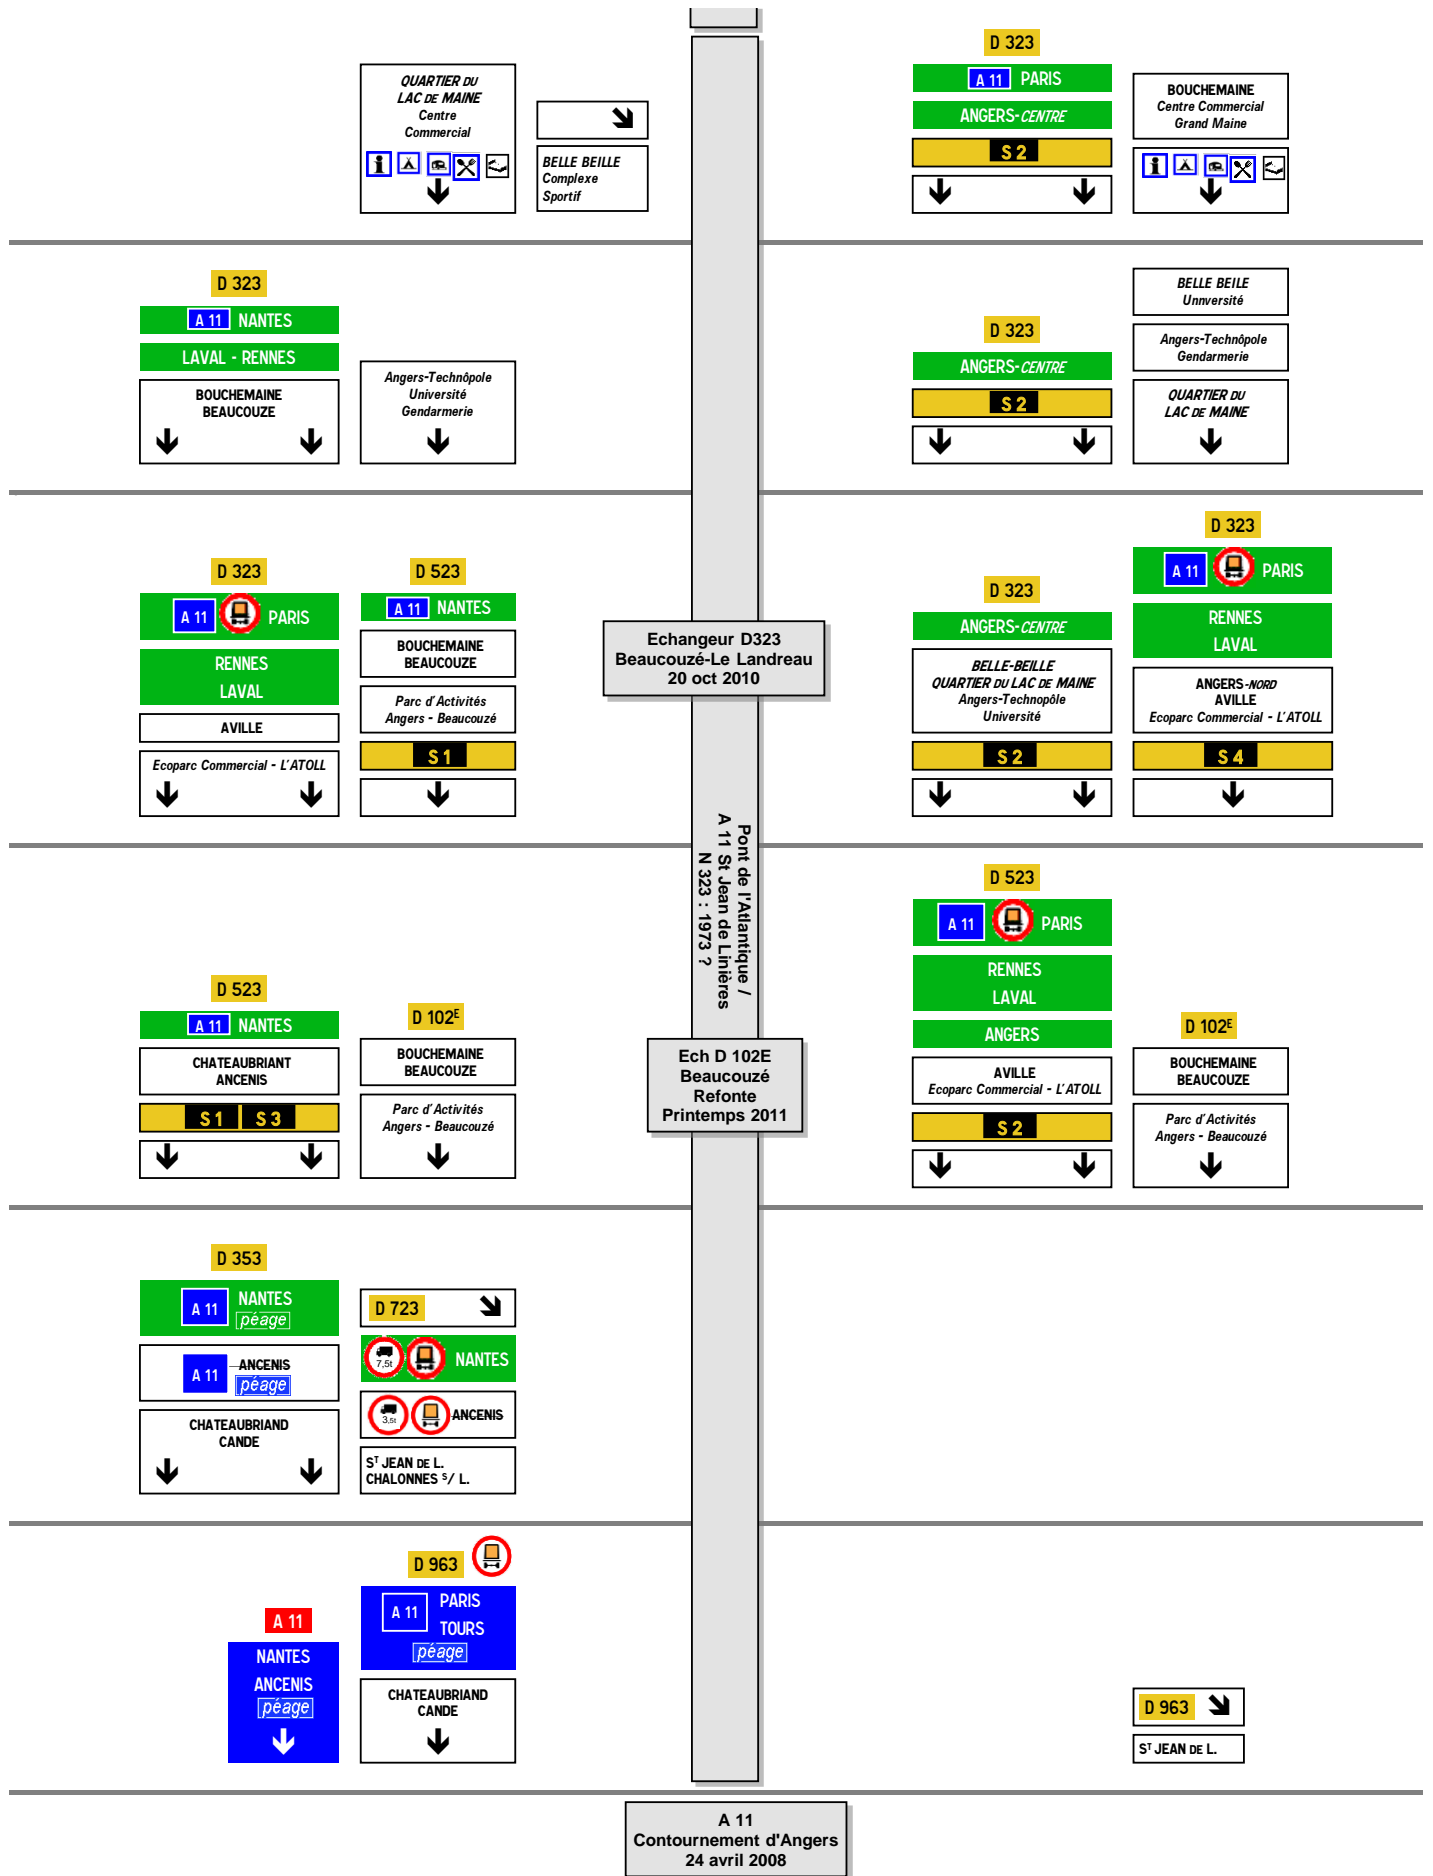 QUARTIER DU
LAC DE MAINE
Centre
Commercial
BELLE BEILLE
Complexe
Sportif
D 323
A 11 PARIS
ANGERS-CENTRE
S 2
BOUCHEMAINE
Centre Commercial
Grand Maine
D 323
A 11 NANTES
LAVAL - RENNES
BOUCHEMAINE
BEAUCOUZE
Angers-Technôpole
Université
Gendarmerie
D 323
ANGERS-CENTRE
S 2
BELLE BEILE
Unnversité
Angers-Technôpole
Gendarmerie
QUARTIER DU
LAC DE MAINE
D 323
A 11 PARIS
RENNES
LAVAL
AVILLE
Ecoparc Commercial - L'ATOLL
D 523
A 11 NANTES
BOUCHEMAINE
BEAUCOUZE
Parc d'Activités
Angers - Beaucouzé
S 1
Echangeur D323
Beaucouzé-Le Landreau
20 oct 2010
D 323
ANGERS-CENTRE
BELLE-BEILLE
QUARTIER DU LAC DE MAINE
Angers-Technopôle
Université
S 2
D 323
A 11 PARIS
RENNES
LAVAL
ANGERS-NORD
AVILLE
Ecoparc Commercial - L'ATOLL
S 4
Pont de l'Atlantique /
A 11 St Jean de Linières
N 323 : 1973 ?
D 523
A 11 NANTES
CHATEAUBRIANT
ANCENIS
S 1 S 3
D 102E
BOUCHEMAINE
BEAUCOUZE
Parc d'Activités
Angers - Beaucouzé
Ech D 102E
Beaucouzé
Refonte
Printemps 2011
D 523
A 11 PARIS
RENNES
LAVAL
ANGERS
AVILLE
Ecoparc Commercial - L'ATOLL
S 2
D 102E
BOUCHEMAINE
BEAUCOUZE
Parc d'Activités
Angers - Beaucouzé
D 353
A 11 NANTES
péage
A 11 ANCENIS
péage
CHATEAUBRIAND
CANDE
D 723
7,5t NANTES
3,5t ANCENIS
ST JEAN DE L.
CHALONNES S/ L.
A 11
NANTES
ANCENIS
péage
D 963
A 11 PARIS
TOURS
péage
CHATEAUBRIAND
CANDE
D 963
ST JEAN DE L.
A 11
Contournement d'Angers
24 avril 2008